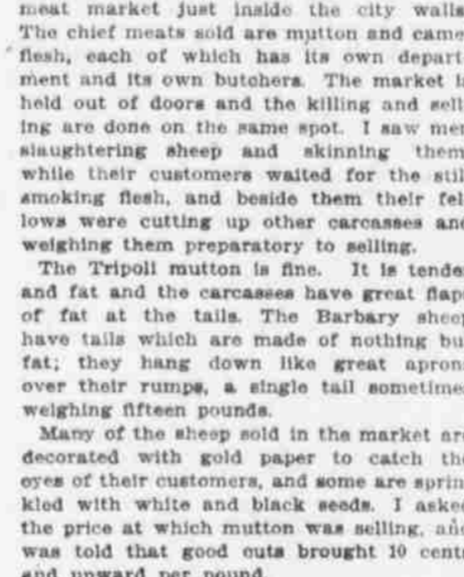 meat market just inside the city walls
The chief meats sold are mutton and came
flesh, each of which has its own depart
ment and its own butchers. The market i
held out of doors and the killing and sell
ing are done on the same spot. I saw men
slaughtering sheep and skinning them
while their customers waited for the stil
smoking flesh, and beside them their fel
lows were cutting up other carcasses and
weighing them preparatory to selling.
The Tripoli mutton is fine. It is tender
and fat and the carcasses have great flaps
of fat at the tails. The Barbary sheep
have tails which are made of nothing bu
fat; they hang down like great aprons
over their rumps, a single tail sometimes
weighing fifteen pounds.
Many of the sheep sold in the market are
decorated with gold paper to catch the
eyes of their customers, and some are sprin
kled with white and black seeds. I asked
the price at which mutton was selling, and
was told that good cuts brought 10 cents
and upward per pound.